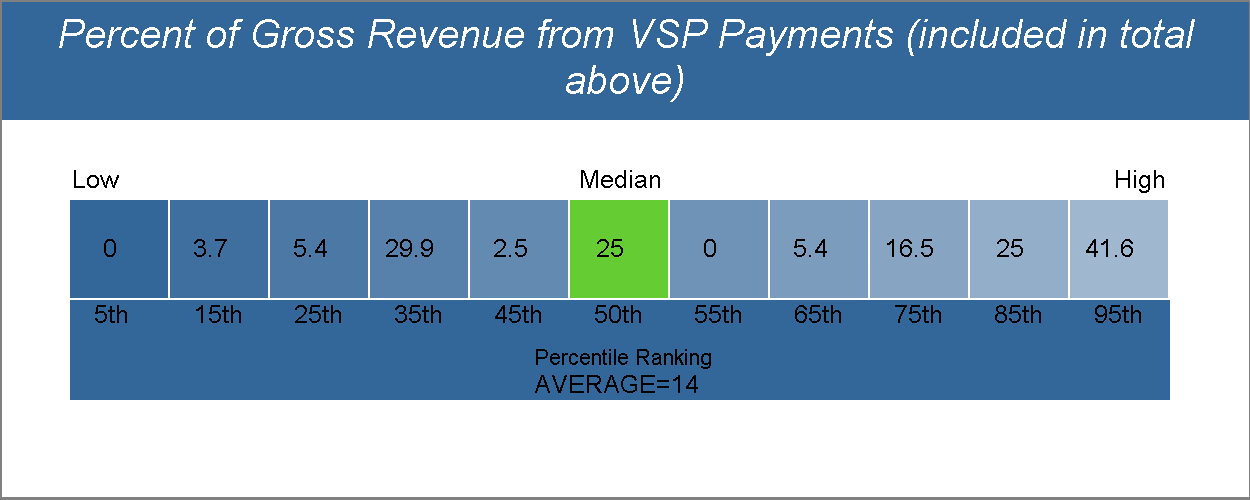 Percent of Gross Revenue from VSP Payments (included in total
above)
Low Median High
0 3.7 5.4 29.9 2.5 25 0 5.4 16.5 25 41.6
5th 15th 25th 35th 45th 50th 55th 65th 75th 85th 95th
Percentile Ranking
AVERAGE=14